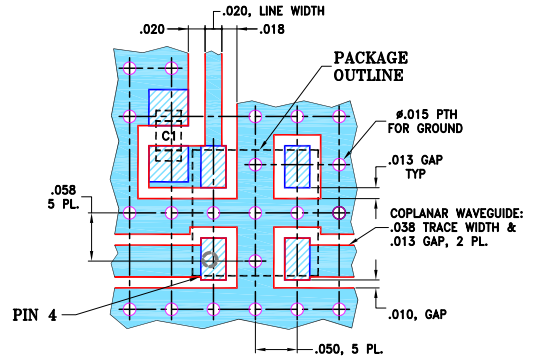 .020, LINE WIDTH
.020
.018
PACKAGE
OUTLINE
ø.015 PTH
FOR GROUND
C1
.013 GAP
TYP
.058
5 PL.
COPLANAR WAVEGUIDE:
.038 TRACE WIDTH &
.013 GAP, 2 PL.
PIN 4
.010, GAP
.050, 5 PL.